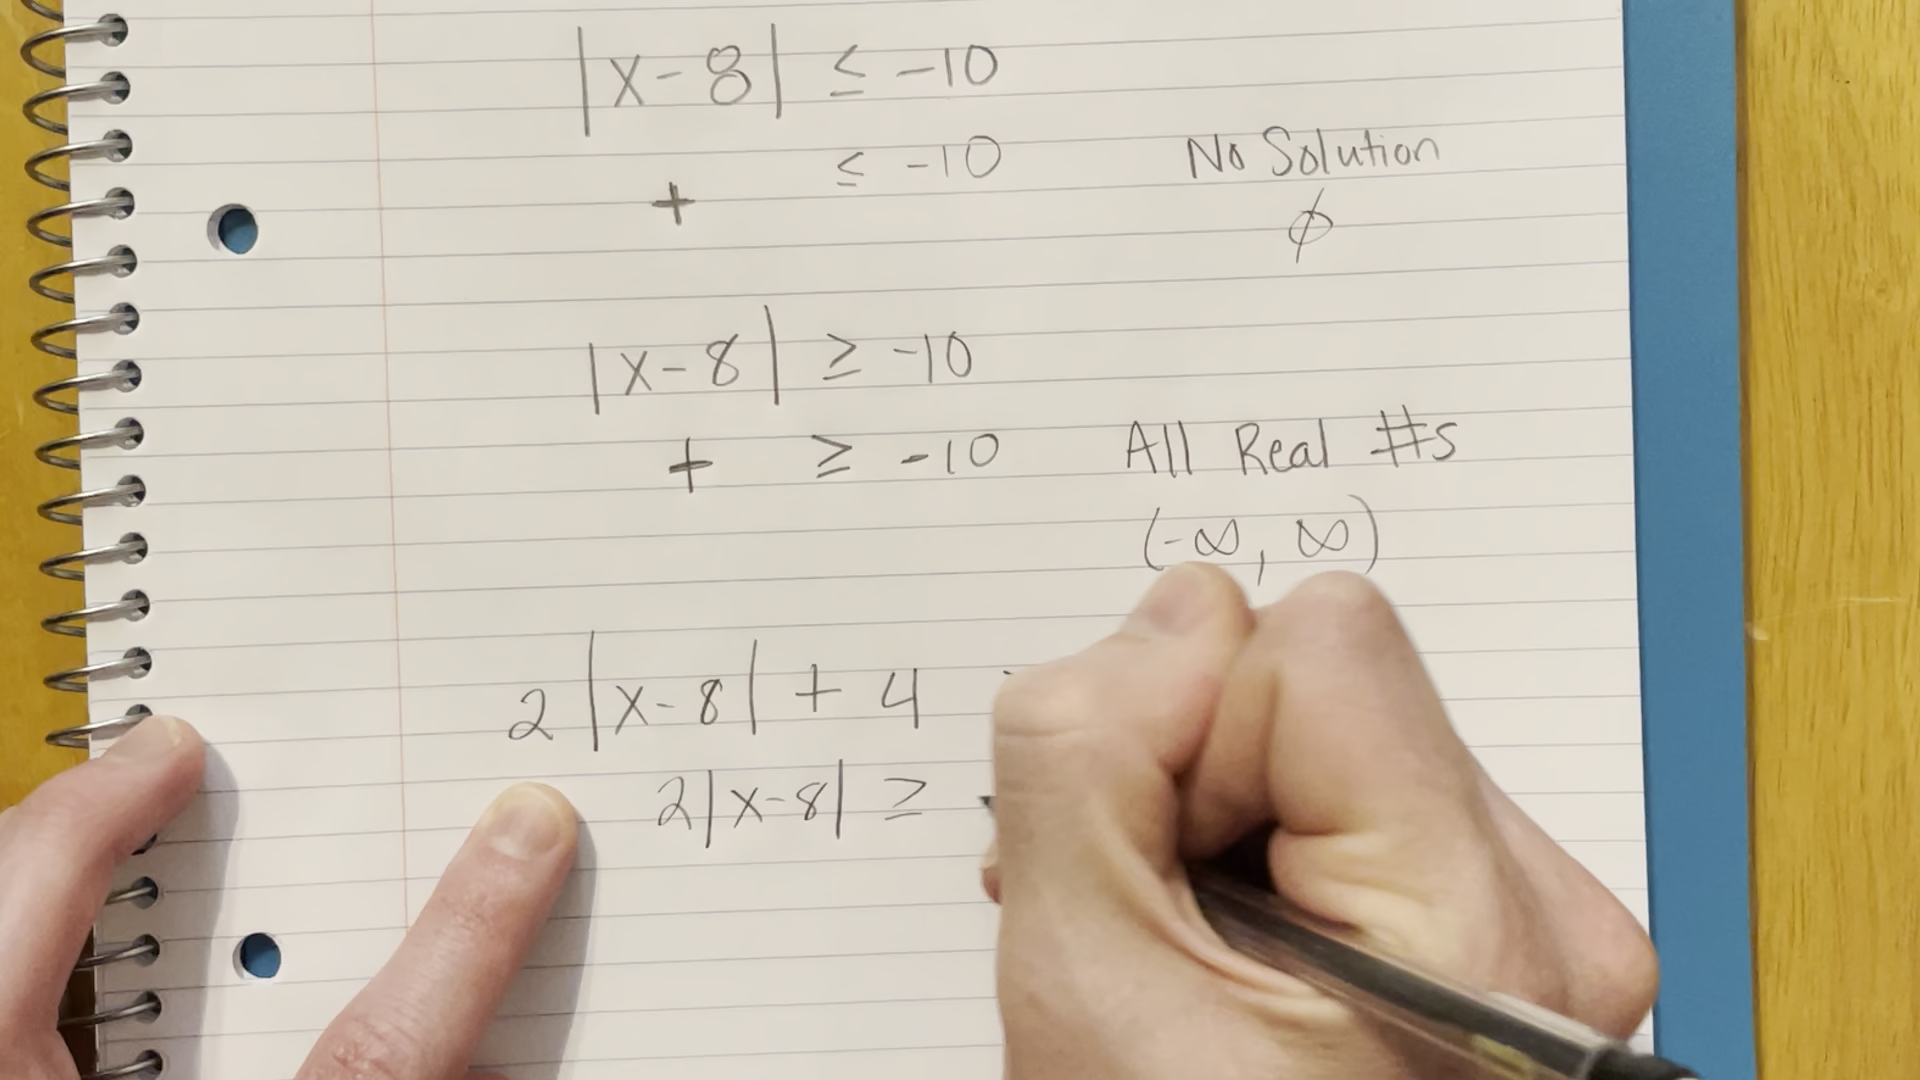 |x-8| ≤ -10
+ ≤ -10 No Solution
∅
|x-8| ≥ -10
+ ≥ -10 All Real #s
(-∞, ∞)
2|x-8| + 4
2|x-8| ≥